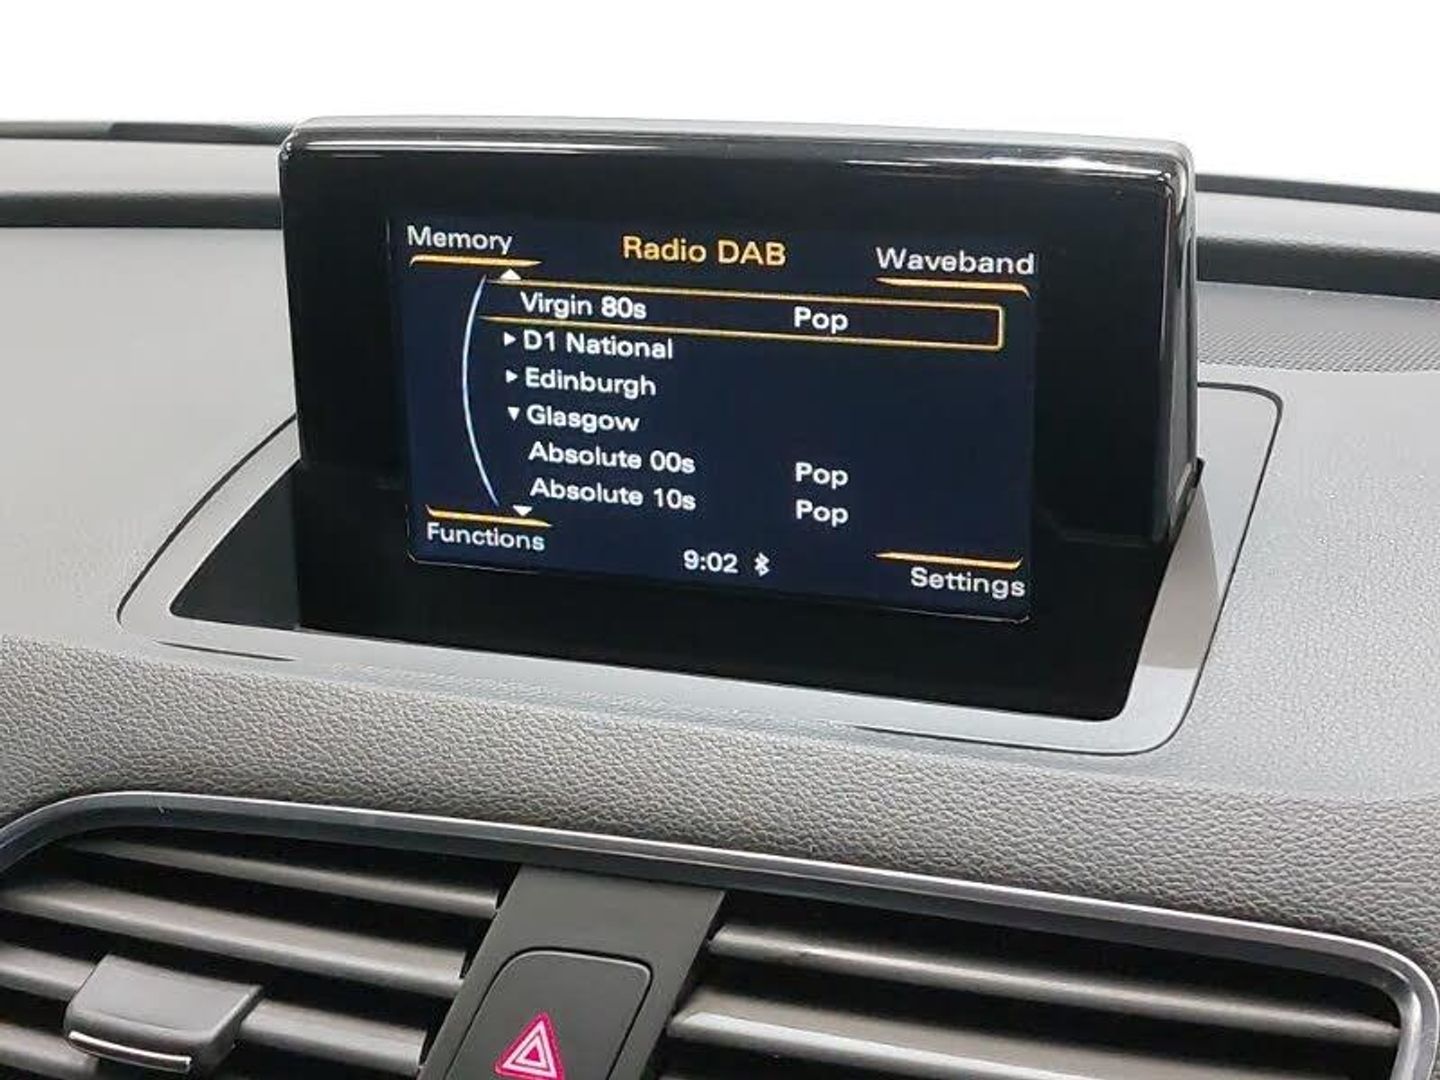 Memory Radio DAB Waveband
Virgin 80s Pop
D1 National
Edinburgh
Glasgow
Absolute 00s Pop
Absolute 10s Pop
Functions 9:02 Settings